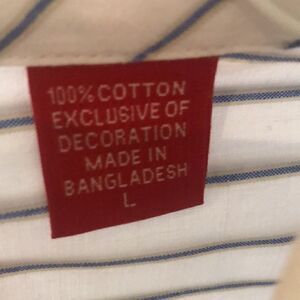 100% COTTON
EXCLUSIVE OF
DECORATION
MADE IN
BANGLADESH
L